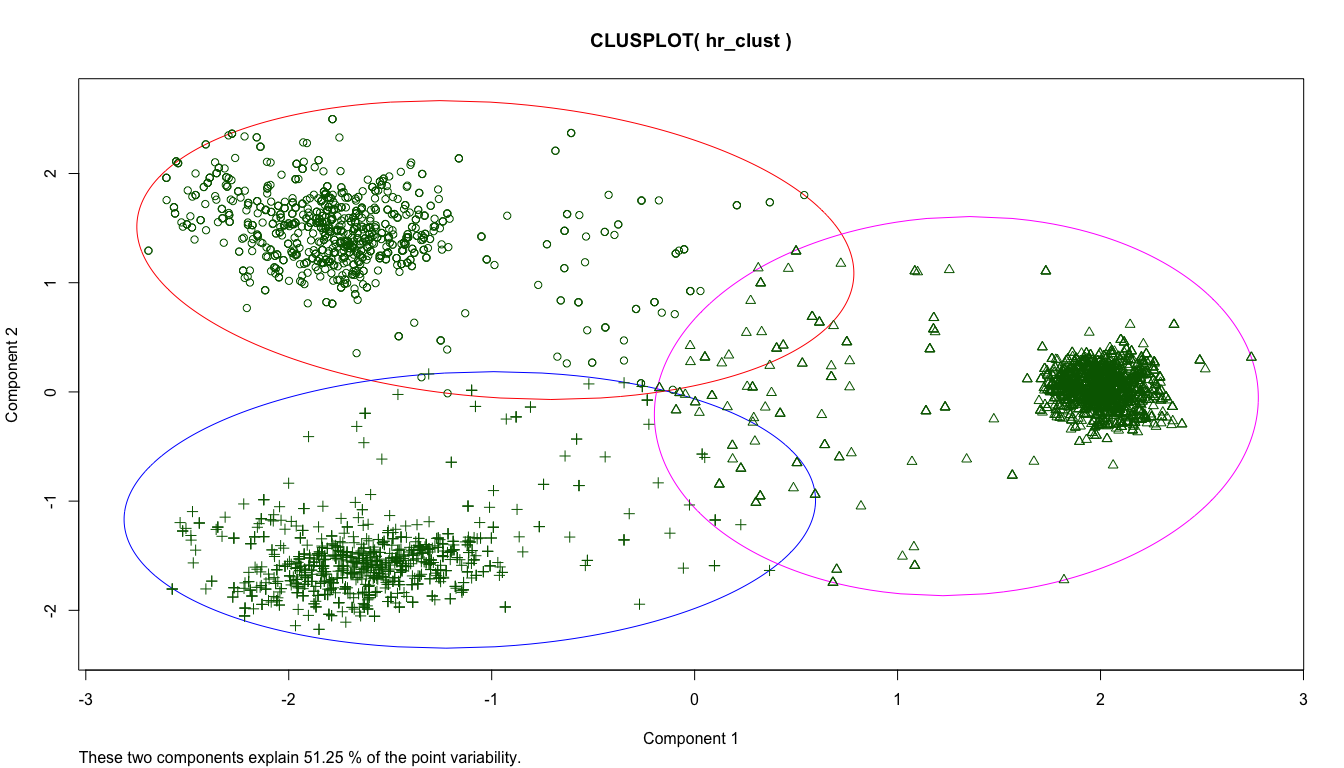 CLUSPLOT( hr_clust )
Component 2
2
1
0
-1
-2
-3 -2 -1 0 1 2 3
Component 1
These two components explain 51.25 % of the point variability.